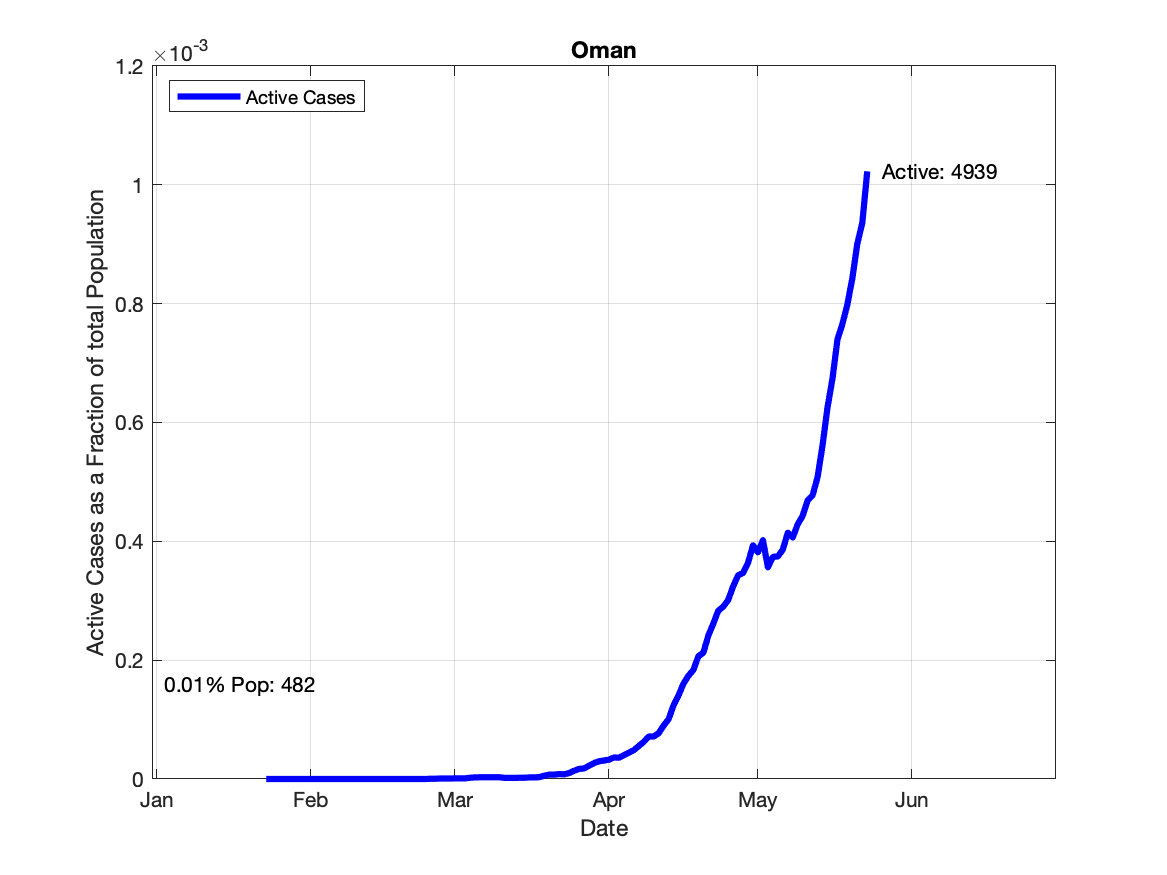 Oman
×10-3
Active Cases
1.2
1
0.8
0.6
0.4
0.2
0
Active Cases as a Fraction of total Population
Active: 4939
0.01% Pop: 482
Jan Feb Mar Apr May Jun
Date